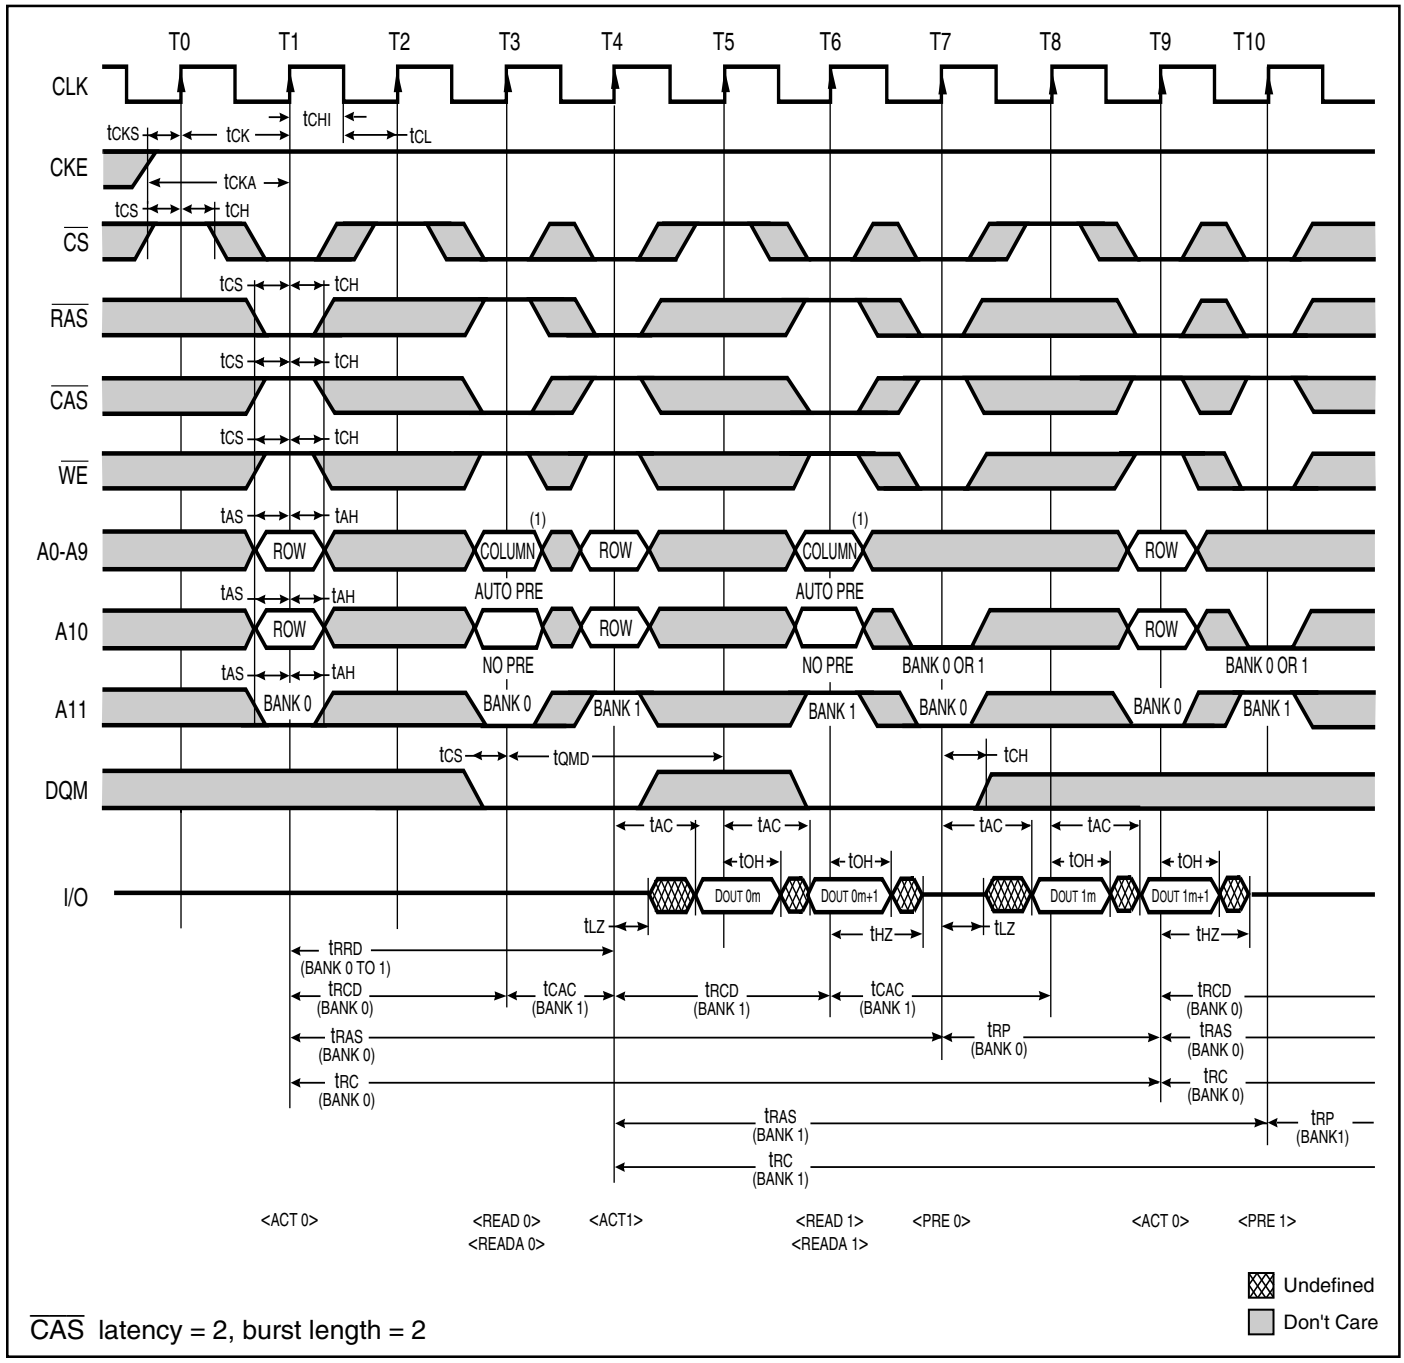 T0 T1 T2 T3 T4 T5 T6 T7 T8 T9 T10
CLK
tCHI
tCKS tCK tCL
CKE
tCKA
tCS tCH
CS
tCS tCH
RAS
tCS tCH
CAS
tCS tCH
WE
tAS tAH (1) (1)
A0-A9 ROW COLUMN ROW COLUMN ROW
AUTO PRE AUTO PRE
tAS tAH
A10 ROW ROW ROW
NO PRE NO PRE BANK 0 OR 1 BANK 0 OR 1
tAS tAH
A11 BANK 0 BANK 0 BANK 1 BANK 1 BANK 0 BANK 0 BANK 1
tCS tQMD tCH
DQM
tAC tAC tAC tAC
tOH tOH tOH tOH
I/O DOUT 0m DOUT 0m+1 DOUT 1m DOUT 1m+1
tLZ tHZ tLZ tHZ
tRRD
(BANK 0 TO 1)
tRCD tCAC tRCD tCAC tRCD
(BANK 0) (BANK 1) (BANK 1) (BANK 1) (BANK 0)
tRAS tRP tRAS
(BANK 0) (BANK 0) (BANK 0)
tRC tRC
(BANK 0) (BANK 0)
tRAS tRP
(BANK 1) (BANK1)
tRC
(BANK 1)
<ACT 0> <READ 0> <ACT1> <READ 1> <PRE 0> <ACT 0> <PRE 1>
<READA 0> <READA 1>
Undefined
Don't Care
CAS latency = 2, burst length = 2